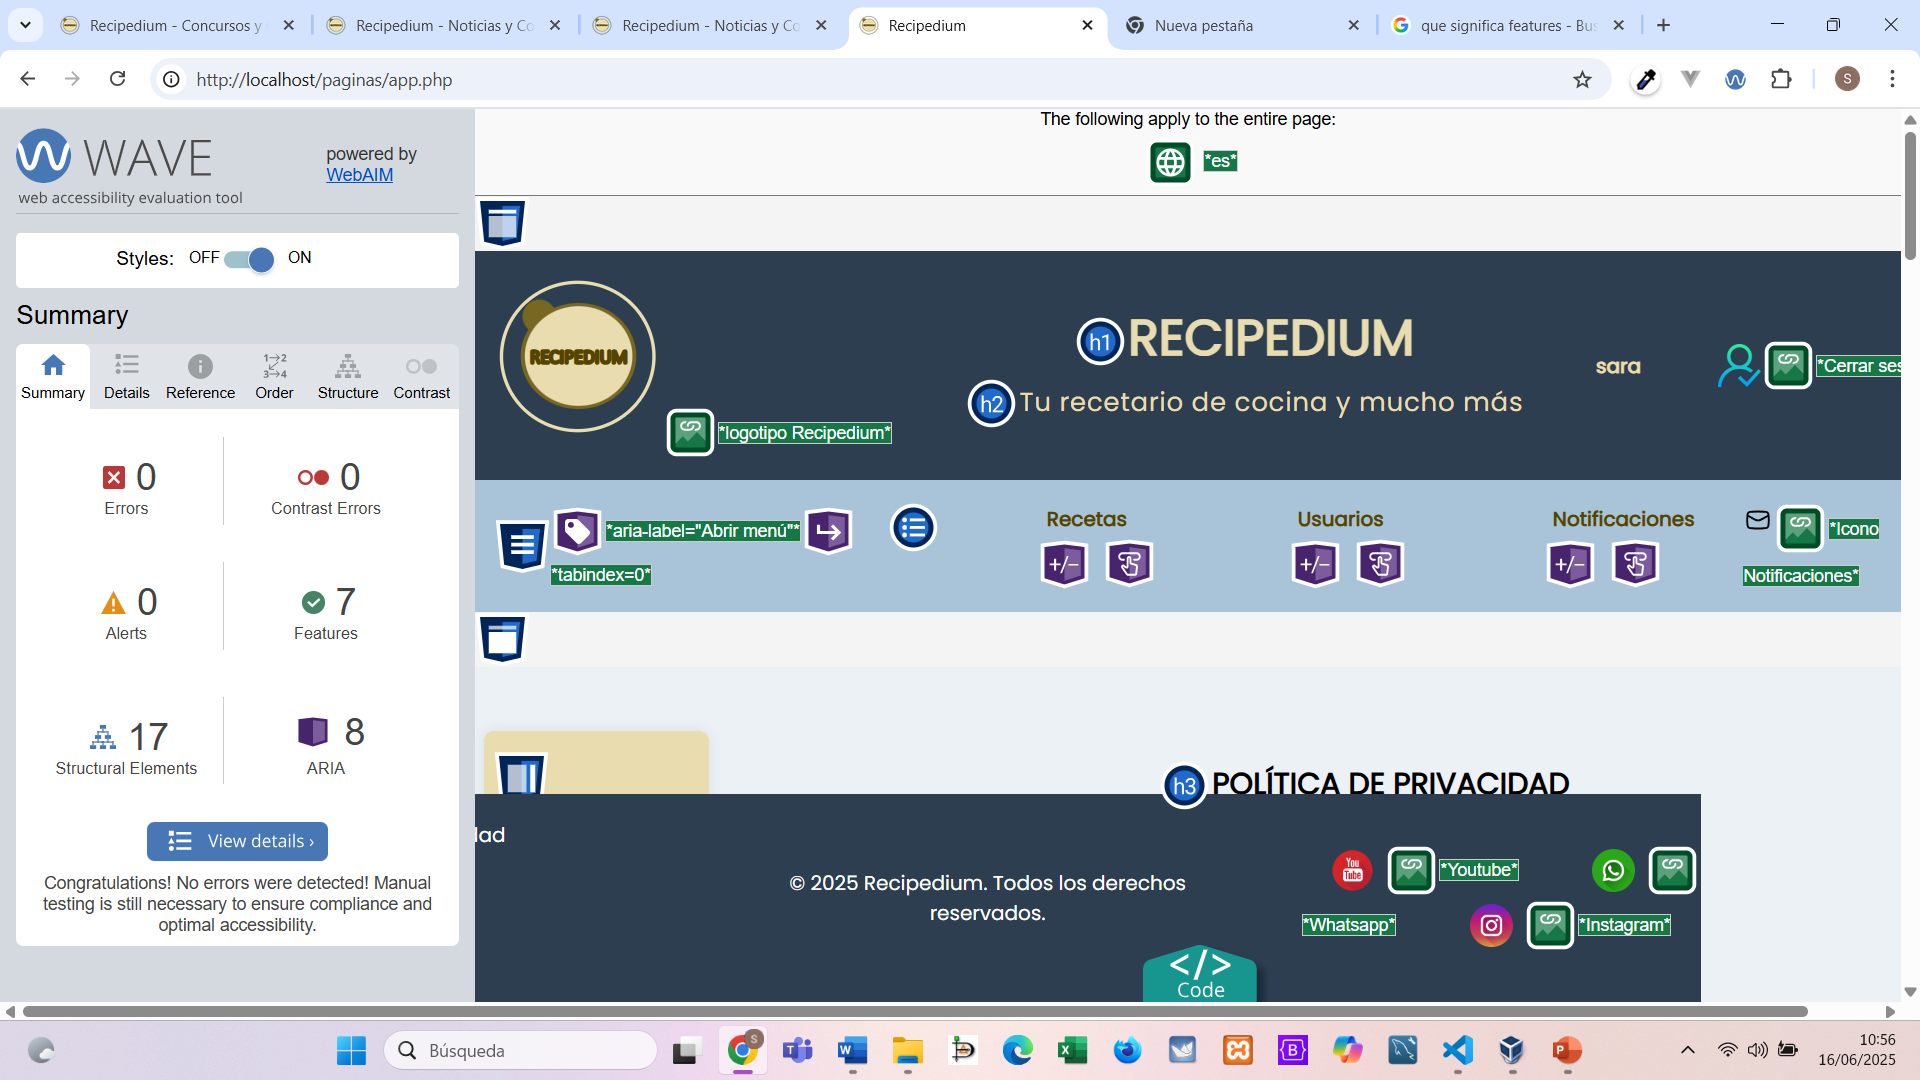 Recipedium - Concursos y
Recipedium - Noticias y Co
Recipedium - Noticias y Co
Recipedium
Nueva pestaña
que significa features - Bus
http://localhost/paginas/app.php
S
WAVE
web accessibility evaluation tool
powered by
WebAIM
Styles: OFF ON
Summary
Summary Details Reference Order Structure Contrast
0
Errors
0
Contrast Errors
0
Alerts
7
Features
17
Structural Elements
8
ARIA
View details ›
Congratulations! No errors were detected! Manual
testing is still necessary to ensure compliance and
optimal accessibility.
The following apply to the entire page:
*es*
RECIPEDIUM
*logotipo Recipedium*
h1 RECIPEDIUM
h2 Tu recetario de cocina y mucho más
sara
*Cerrar ses
*aria-label="Abrir menú"*
*tabindex=0*
Recetas
Usuarios
Notificaciones
*Icono
Notificaciones*
+/−
+/−
+/−
h3 POLÍTICA DE PRIVACIDAD
dad
© 2025 Recipedium. Todos los derechos
reservados.
You
Tube
*Youtube*
*Whatsapp*
*Instagram*
</>
Code
Búsqueda
S
10:56
16/06/2025